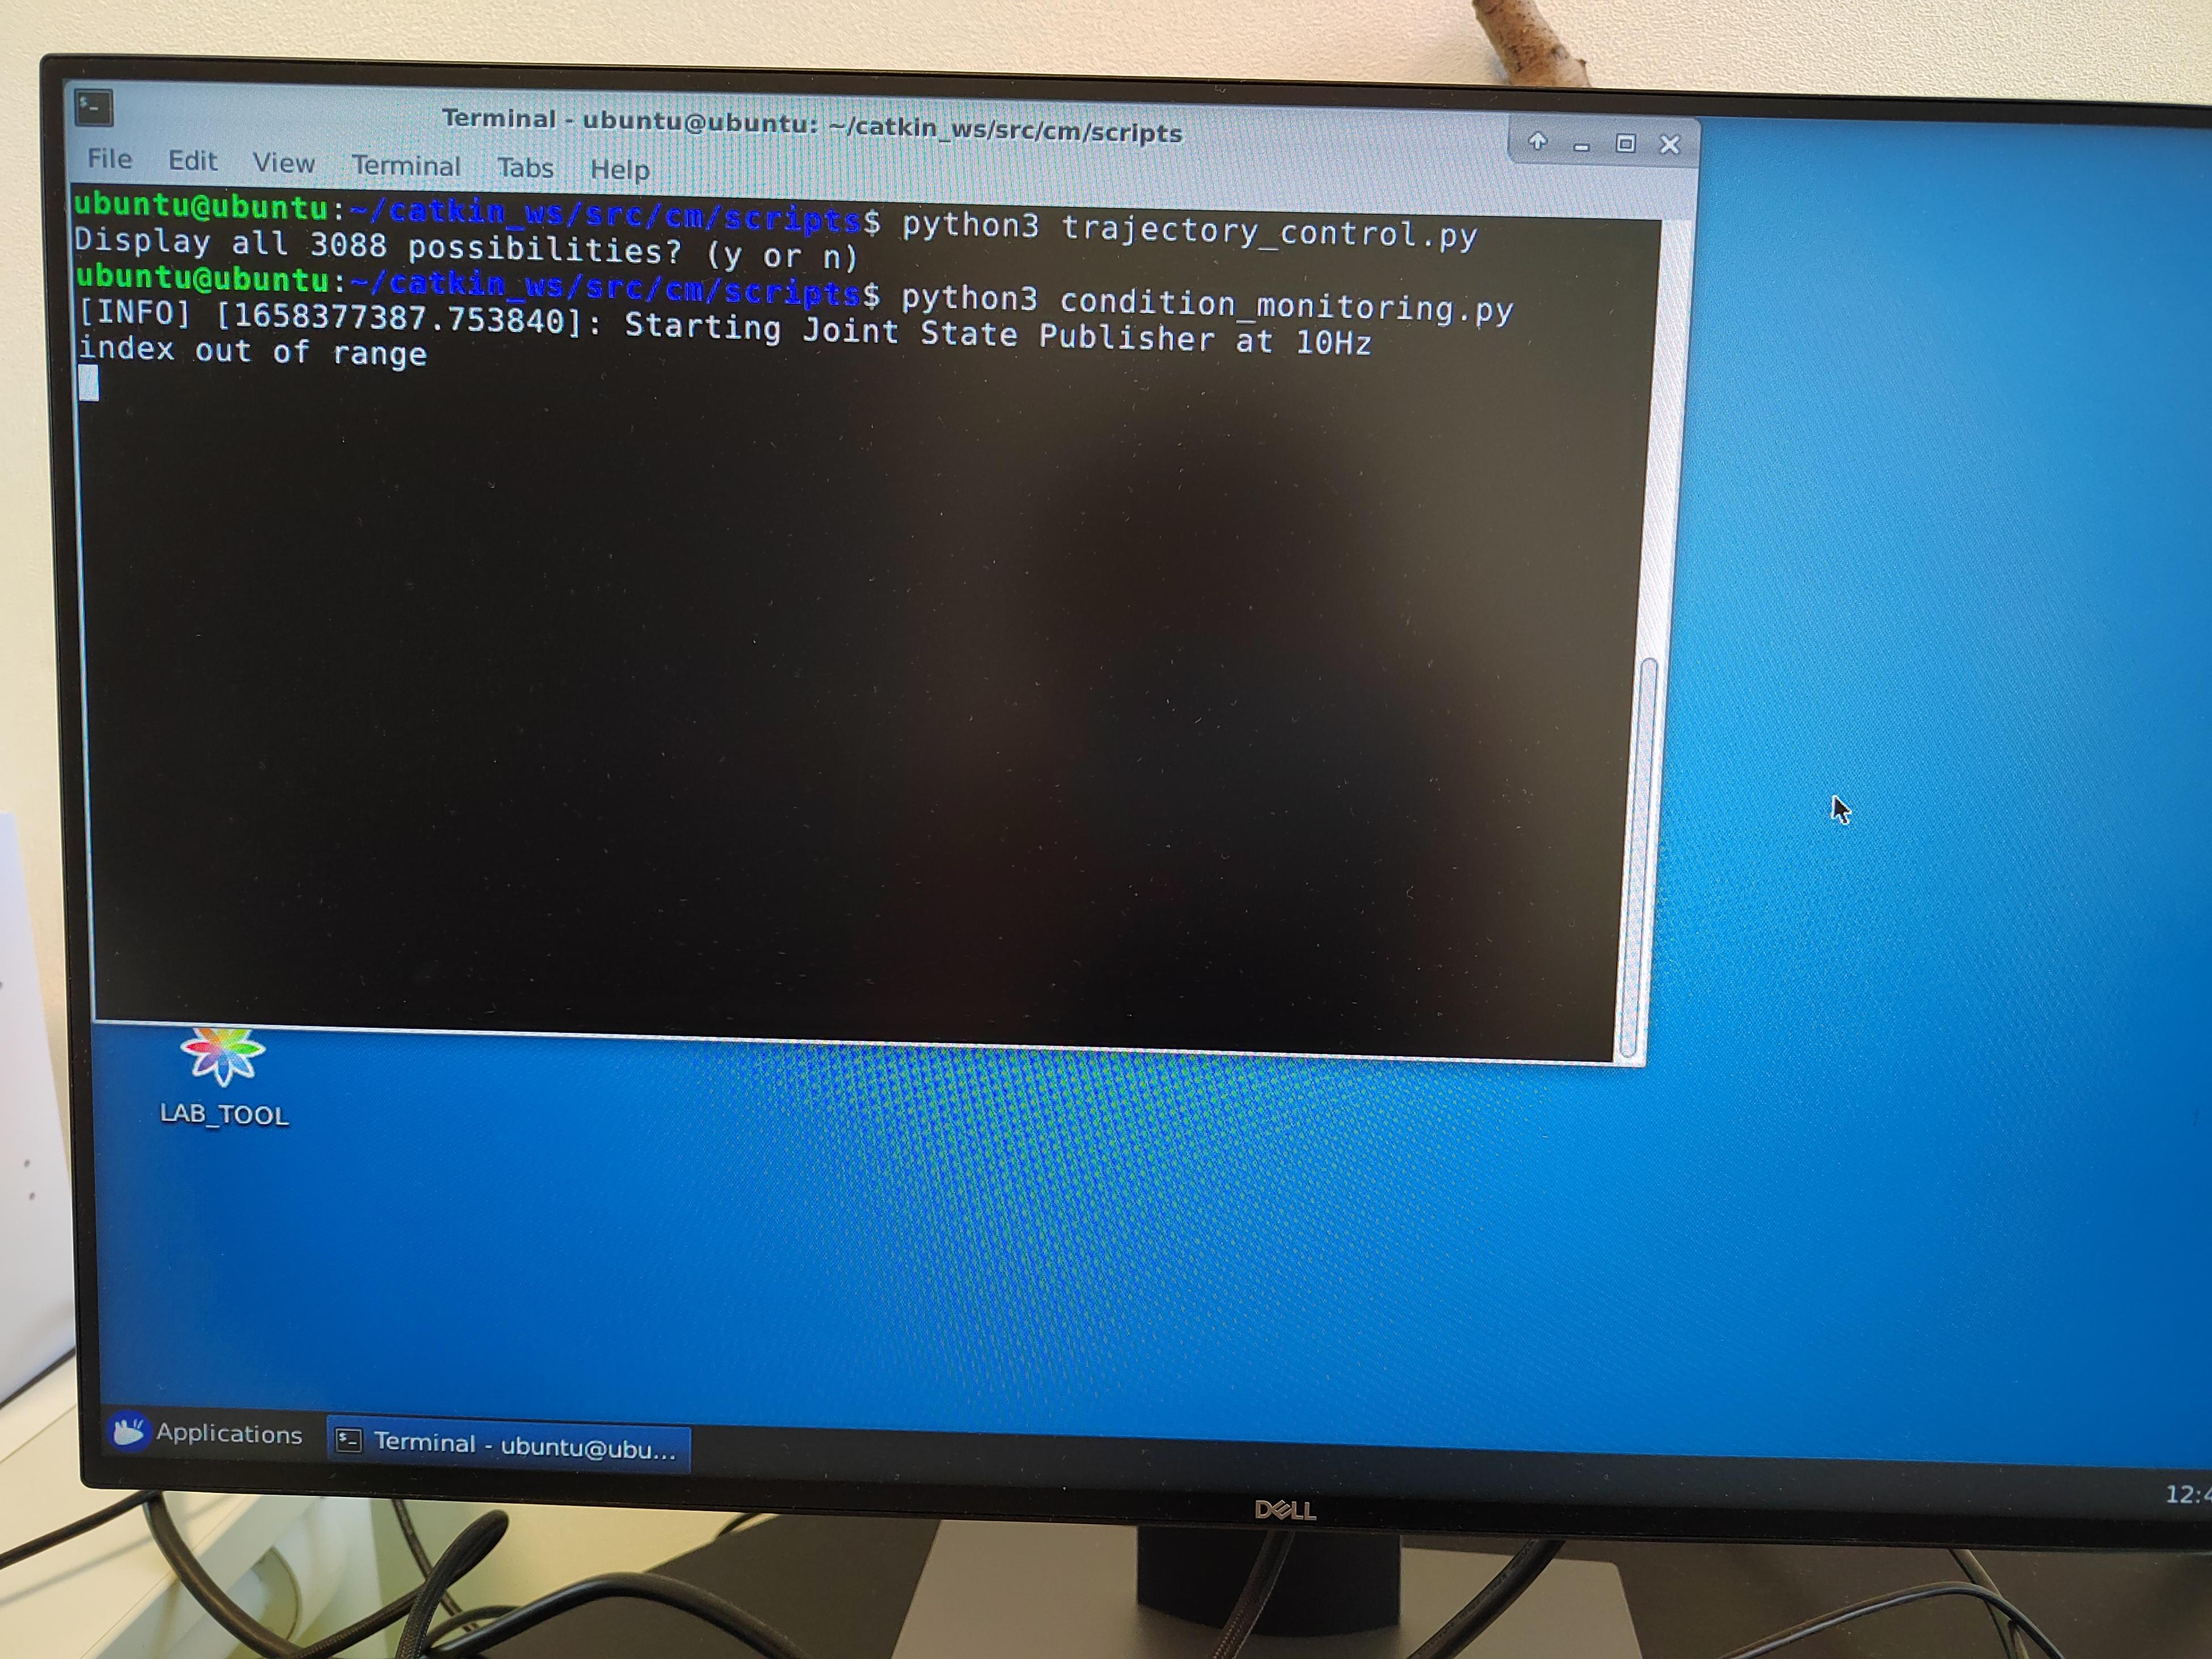 Terminal - ubuntu@ubuntu: ~/catkin_ws/src/cm/scripts
File Edit View Terminal Tabs Help
ubuntu@ubuntu:~/catkin_ws/src/cm/scripts$ python3 trajectory_control.py
Display all 3088 possibilities? (y or n)
ubuntu@ubuntu:~/catkin_ws/src/cm/scripts$ python3 condition_monitoring.py
[INFO] [1658377387.753840]: Starting Joint State Publisher at 10Hz
index out of range
LAB_TOOL
Applications
Terminal - ubuntu@ubu...
DELL